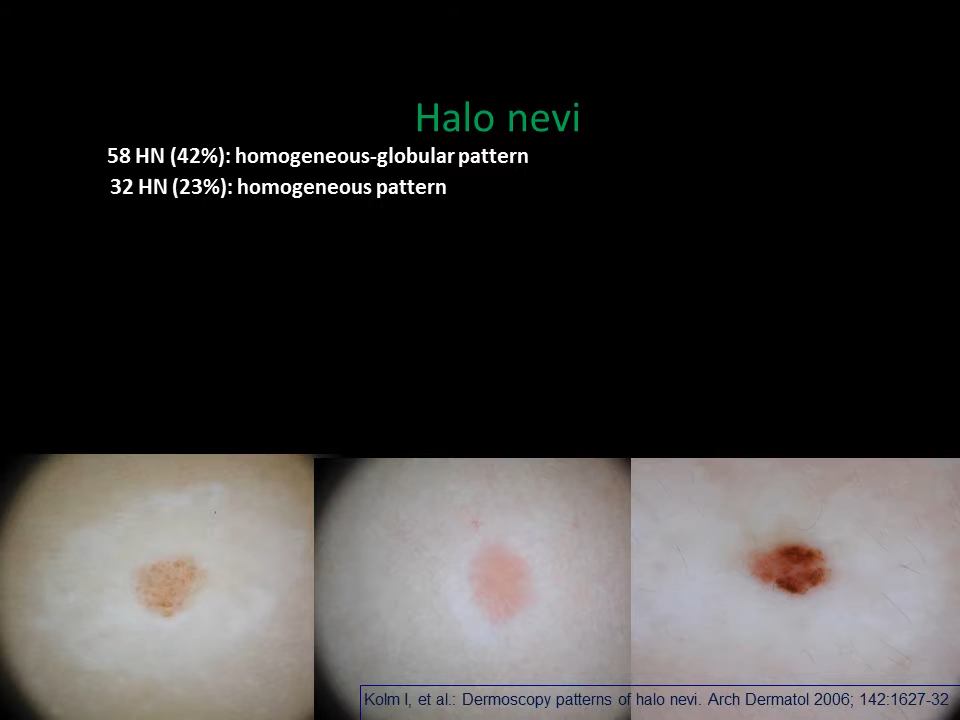 Halo nevi
58 HN (42%): homogeneous-globular pattern
32 HN (23%): homogeneous pattern
Kolm I, et al.: Dermoscopy patterns of halo nevi. Arch Dermatol 2006; 142:1627-32